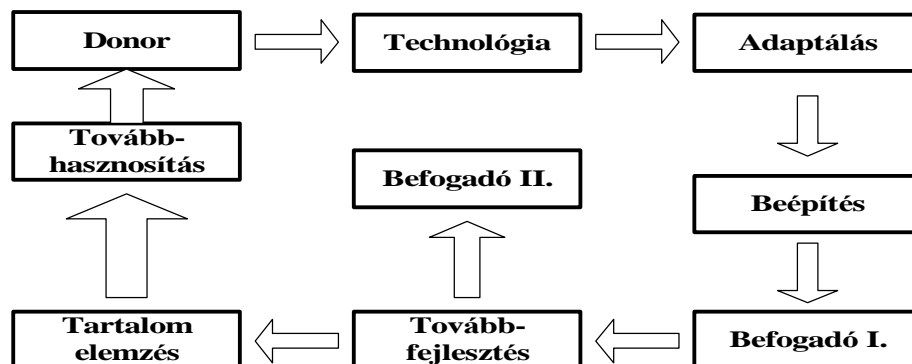 Donor
Technológia
Adaptálás
Tovább-
hasznosítás
Befogadó II.
Beépítés
Tartalom
elemzés
Tovább-
fejlesztés
Befogadó I.